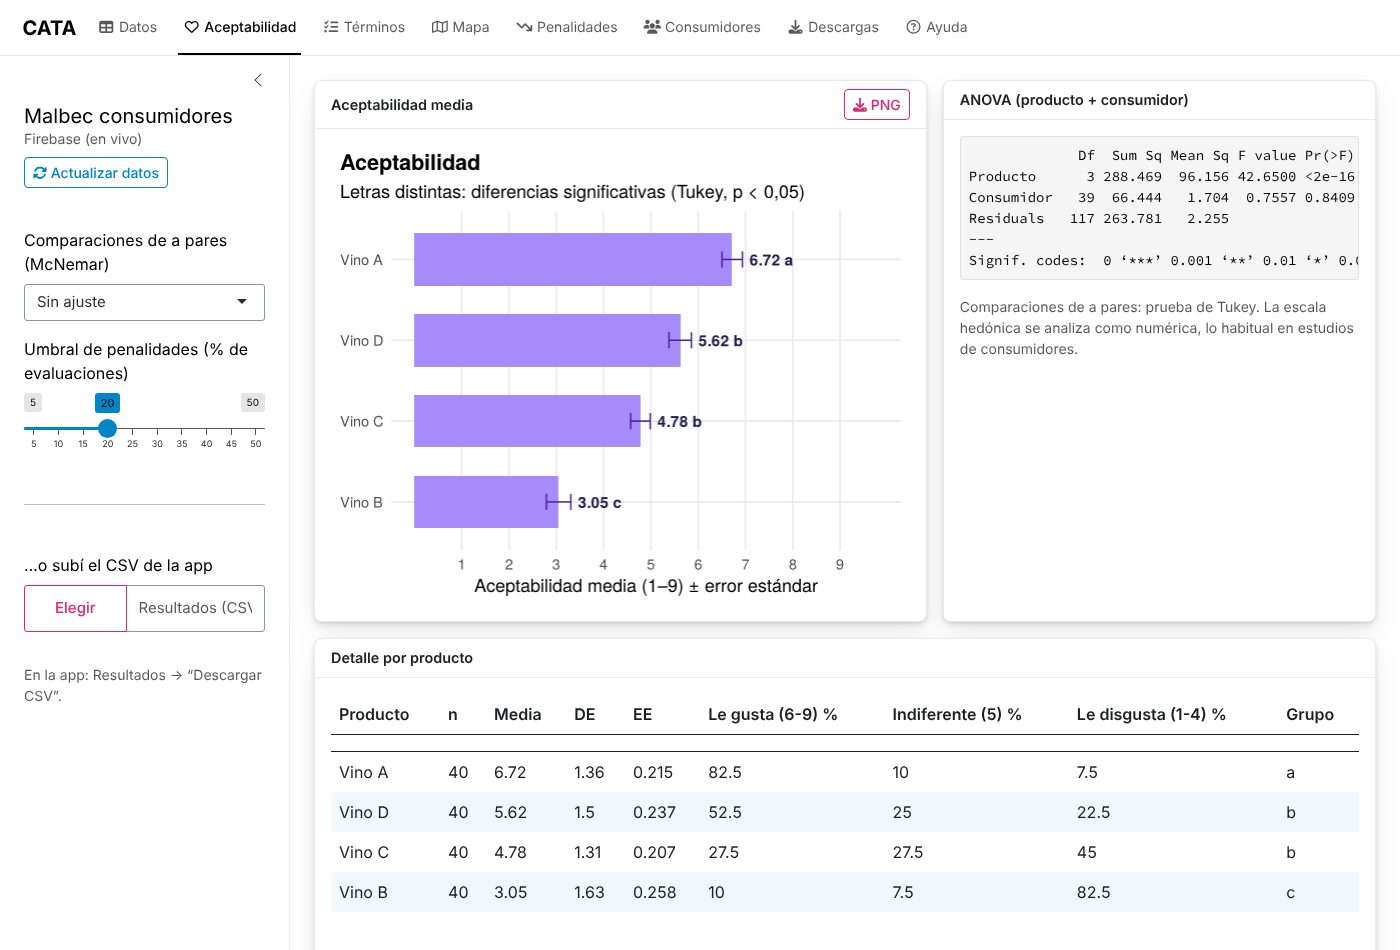 CATA Datos Aceptabilidad Términos Mapa Penalidades Consumidores Descargas Ayuda
Malbec consumidores
Firebase (en vivo)
Actualizar datos
Comparaciones de a pares
(McNemar)
Sin ajuste
Umbral de penalidades (% de
evaluaciones)
5 20 50
5 10 15 20 25 30 35 40 45 50
...o subí el CSV de la app
Elegir Resultados (CSV
En la app: Resultados → “Descargar
CSV”.
Aceptabilidad media PNG
Aceptabilidad
Letras distintas: diferencias significativas (Tukey, p < 0,05)
Vino A 6.72 a
Vino D 5.62 b
Vino C 4.78 b
Vino B 3.05 c
1 2 3 4 5 6 7 8 9
Aceptabilidad media (1–9) ± error estándar
ANOVA (producto + consumidor)
Df Sum Sq Mean Sq F value Pr(>F)
Producto 3 288.469 96.156 42.6500 <2e-16
Consumidor 39 66.444 1.704 0.7557 0.8409
Residuals 117 263.781 2.255
---
Signif. codes: 0 ‘***’ 0.001 ‘**’ 0.01 ‘*’
Comparaciones de a pares: prueba de Tukey. La escala
hedónica se analiza como numérica, lo habitual en estudios
de consumidores.
Detalle por producto
Producto n Media DE EE Le gusta (6-9) % Indiferente (5) % Le disgusta (1-4) % Grupo
Vino A 40 6.72 1.36 0.215 82.5 10 7.5 a
Vino D 40 5.62 1.5 0.237 52.5 25 22.5 b
Vino C 40 4.78 1.31 0.207 27.5 27.5 45 b
Vino B 40 3.05 1.63 0.258 10 7.5 82.5 c